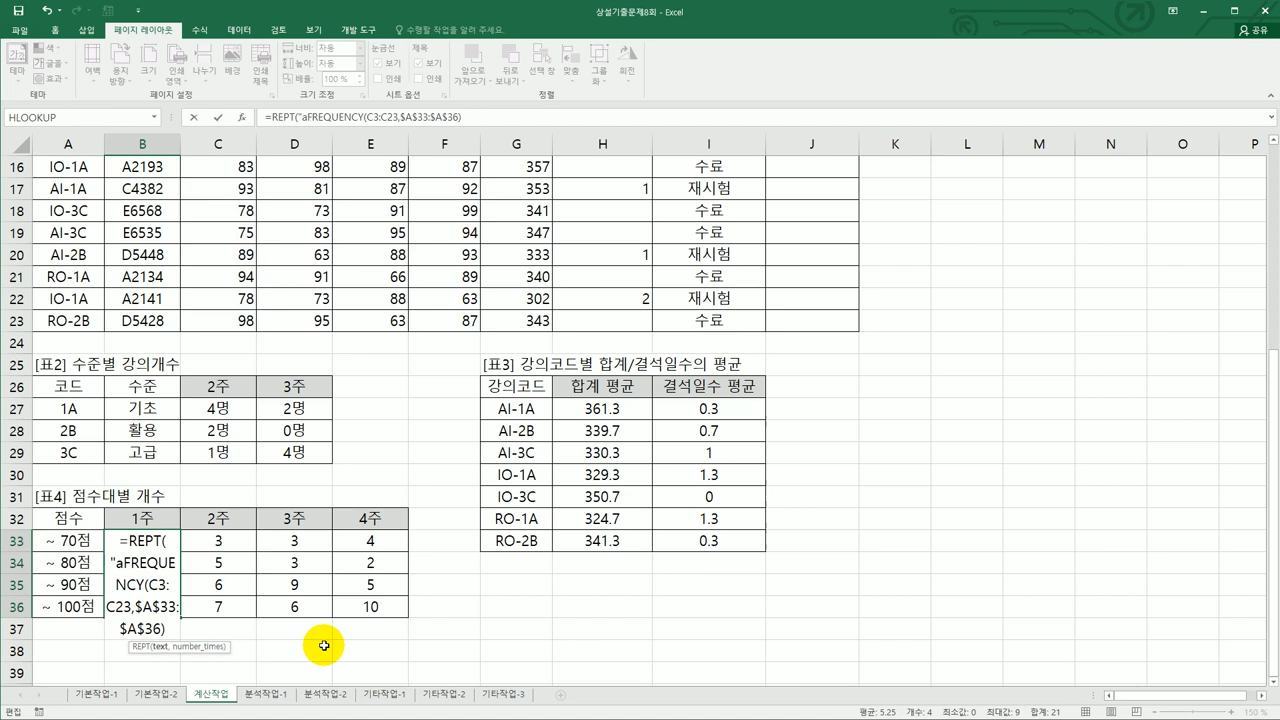 상설기출문제8회 - Excel
파일 홈 삽입 페이지 레이아웃 수식 데이터 검토 보기 개발 도구 수행할 작업을 알려 주세요. 공유
테마 색 글꼴 효과 여백 용지 방향 크기 인쇄 영역 나누기 배경 인쇄 제목 너비: 자동 높이: 자동 배율: 100 % 눈금선 보기 인쇄 제목 보기 인쇄 앞으로 가져오기 뒤로 보내기 선택 창 맞춤 그룹화 회전
테마 페이지 설정 크기 조정 시트 옵션 정렬
HLOOKUP =REPT("aFREQUENCY(C3:C23,$A$33:$A$36)
A B C D E F G H I J K L M N O P
16 IO-1A A2193 83 98 89 87 357 수료
17 AI-1A C4382 93 81 87 92 353 1 재시험
18 IO-3C E6568 78 73 91 99 341 수료
19 AI-3C E6535 75 83 95 94 347 수료
20 AI-2B D5448 89 63 88 93 333 1 재시험
21 RO-1A A2134 94 91 66 89 340 수료
22 IO-1A A2141 78 73 88 63 302 2 재시험
23 RO-2B D5428 98 95 63 87 343 수료
24
25 [표2] 수준별 강의개수 [표3] 강의코드별 합계/결석일수의 평균
26 코드 수준 2주 3주 강의코드 합계 평균 결석일수 평균
27 1A 기초 4명 2명 AI-1A 361.3 0.3
28 2B 활용 2명 0명 AI-2B 339.7 0.7
29 3C 고급 1명 4명 AI-3C 330.3 1
30 IO-1A 329.3 1.3
31 [표4] 점수대별 개수 IO-3C 350.7 0
32 점수 1주 2주 3주 4주 RO-1A 324.7 1.3
33 ~ 70점 =REPT( 3 3 4 RO-2B 341.3 0.3
34 ~ 80점 "aFREQUE 5 3 2
35 ~ 90점 NCY(C3: 6 9 5
36 ~ 100점 C23,$A$33: 7 6 10
37 $A$36)
38 REPT(text, number_times)
39
기본작업-1 기본작업-2 계산작업 분석작업-1 분석작업-2 기타작업-1 기타작업-2 기타작업-3
편집 평균: 5.25 개수: 4 최소값: 0 최대값: 9 합계: 21 150 %